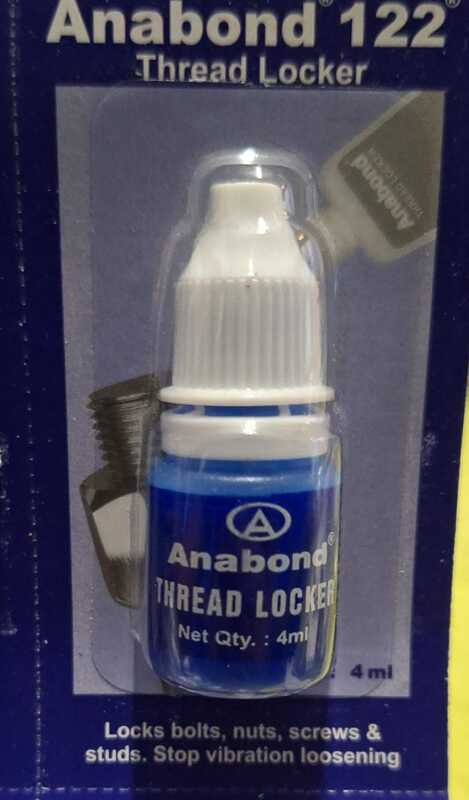 Anabond® 122®
Thread Locker
Anabond
THREAD LOCKER
A
Anabond®
THREAD LOCKER
Net Qty. : 4ml
: 4 ml
Locks bolts, nuts, screws &
studs. Stop vibration loosening